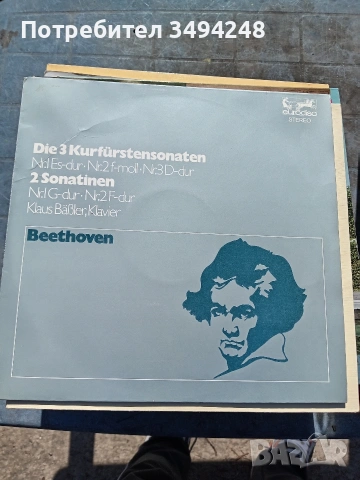 Потребител 3494248
eurodisc
STEREO
Die 3 Kurfürstensonaten
Nr.1 Es-dur · Nr.2 f-moll · Nr.3 D-dur
2 Sonatinen
Nr.1 G-dur · Nr.2 F-dur
Klaus Bäßler, Klavier
Beethoven
bazar